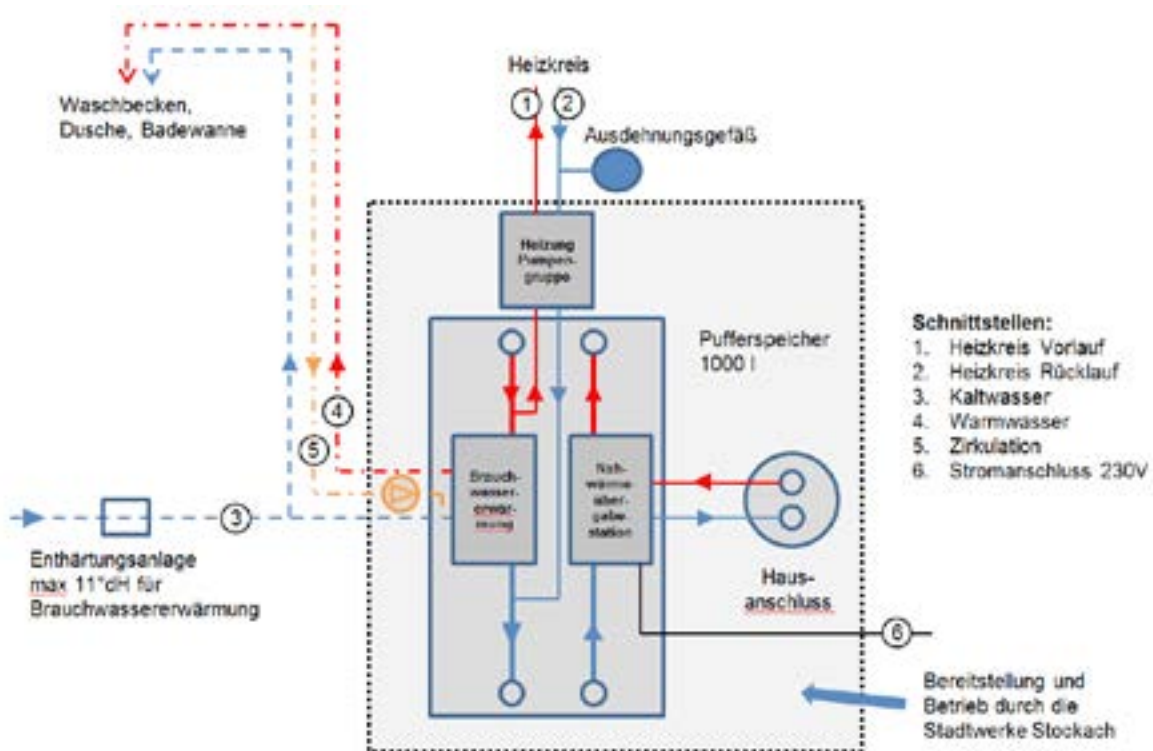 Heizkreis
1
2
Waschbecken,
Dusche, Badewanne
Ausdehnungsgefäß
Heizung
Pumpen-
gruppe
Pufferspeicher
1000 l
Schnittstellen:
1. Heizkreis Vorlauf
2. Heizkreis Rücklauf
3. Kaltwasser
4. Warmwasser
5. Zirkulation
6. Stromanschluss 230V
4
5
Brauch-
wasser-
erwär-
mung
Nah-
wärme
über-
gabe-
station
3
Enthärtungsanlage
max 11°dH für
Brauchwassererwärmung
Haus-
anschluss
6
Bereitstellung und
Betrieb durch die
Stadtwerke Stockach